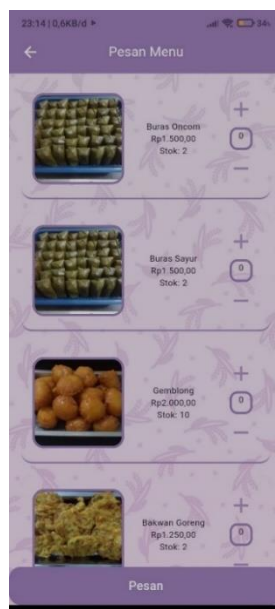 23:14 | 0,6KB/d
34%
Pesan Menu
Buras Oncom
Rp1.500,00
Stok: 2
0
Buras Sayur
Rp1.500,00
Stok: 2
0
Gemblong
Rp2.000,00
Stok: 10
0
Bakwan Goreng
Rp1.250,00
Stok: 2
0
Pesan